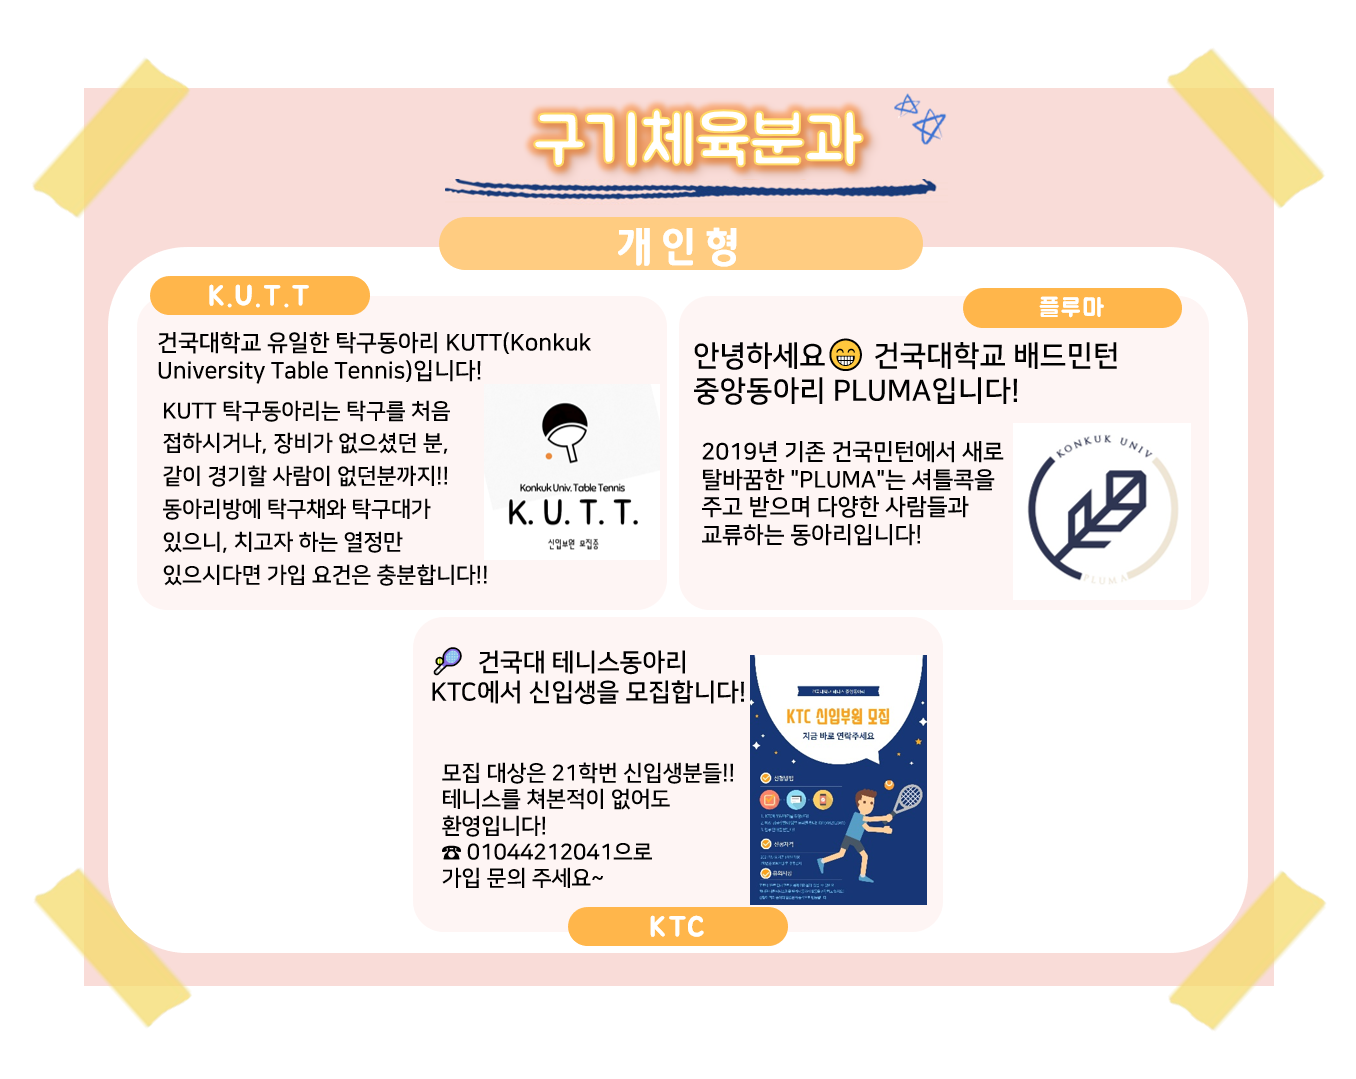 구기체육분과
개인형
K.U.T.T
건국대학교 유일한 탁구동아리 KUTT(Konkuk
University Table Tennis)입니다!
KUTT 탁구동아리는 탁구를 처음
접하시거나, 장비가 없으셨던 분,
같이 경기할 사람이 없던분까지!!
동아리방에 탁구채와 탁구대가
있으니, 치고자 하는 열정만
있으시다면 가입 요건은 충분합니다!!
Konkuk Univ. Table Tennis
K. U. T. T.
신입부원 모집중
플루마
안녕하세요😁 건국대학교 배드민턴
중앙동아리 PLUMA입니다!
2019년 기존 건국민턴에서 새로
탈바꿈한 "PLUMA"는 셔틀콕을
주고 받으며 다양한 사람들과
교류하는 동아리입니다!
KONKUK UNIV
PLUMA
🎾 건국대 테니스동아리
KTC에서 신입생을 모집합니다!
모집 대상은 21학번 신입생분들!!
테니스를 쳐본적이 없어도
환영입니다!
☎ 01044212041으로
가입 문의 주세요~
KTC 신입부원 모집
지금 바로 연락주세요
신청방법
신청자격
유의사항
KTC